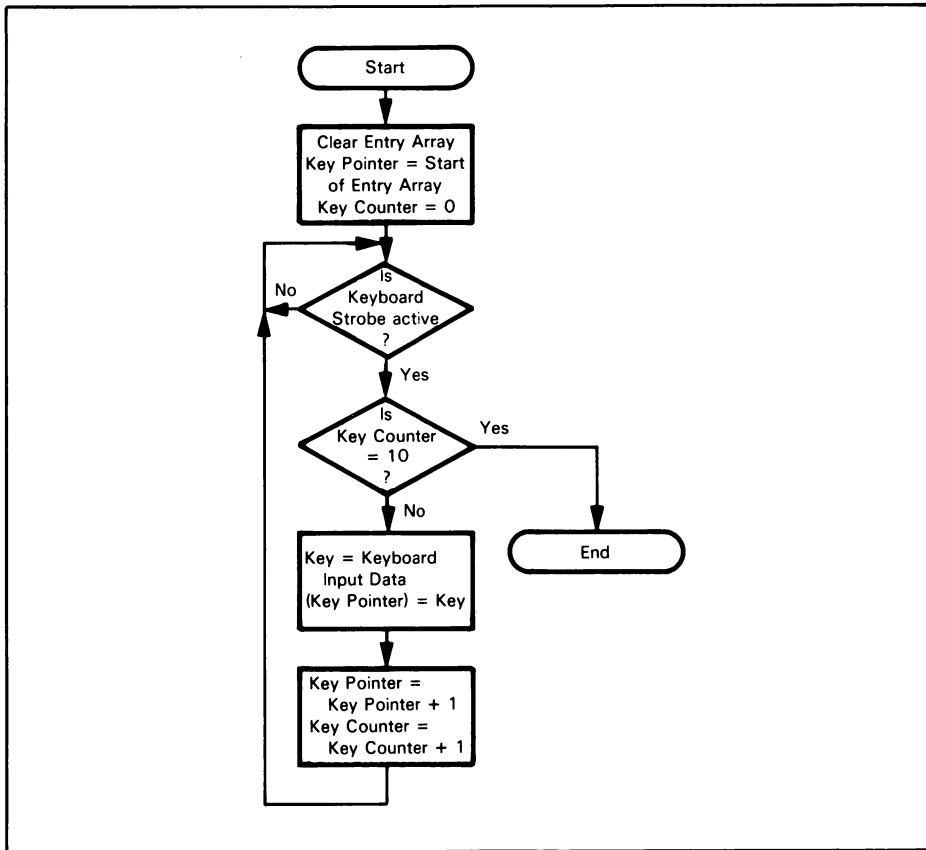 Start
Clear Entry Array
Key Pointer = Start
of Entry Array
Key Counter = 0
Is
Keyboard
Strobe active
?
No
Yes
Is
Key Counter
= 10
?
Yes
No
Key = Keyboard
Input Data
(Key Pointer) = Key
End
Key Pointer =
Key Pointer + 1
Key Counter =
Key Counter + 1